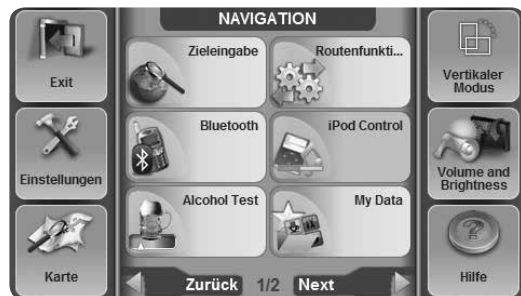 NAVIGATION
Exit
Zieleingabe
Routenfunkti...
Vertikaler
Modus
Einstellungen
Bluetooth
iPod Control
Volume and
Brightness
Karte
Alcohol Test
My Data
Hilfe
Zurück 1/2 Next